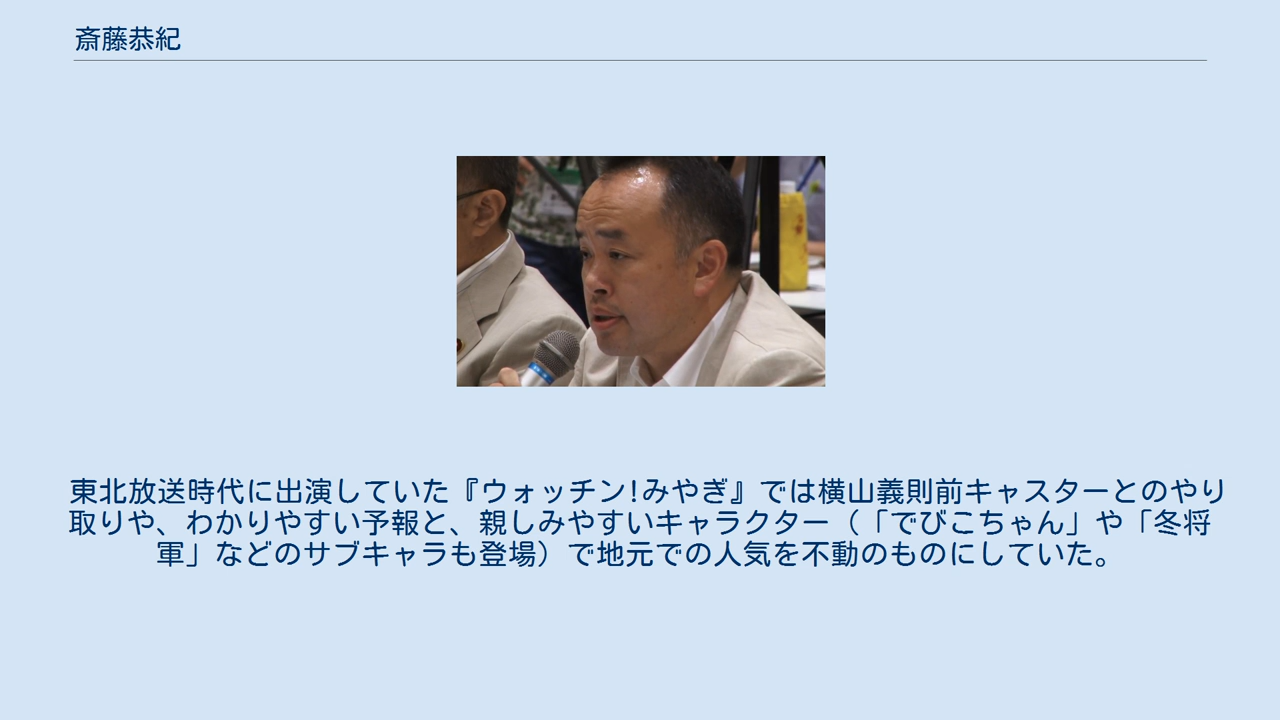 斎藤恭紀
東北放送時代に出演していた『ウォッチン!みやぎ』では横山義則前キャスターとのやり
取りや、わかりやすい予報と、親しみやすいキャラクター（「でびこちゃん」や「冬将
軍」などのサブキャラも登場）で地元での人気を不動のものにしていた。